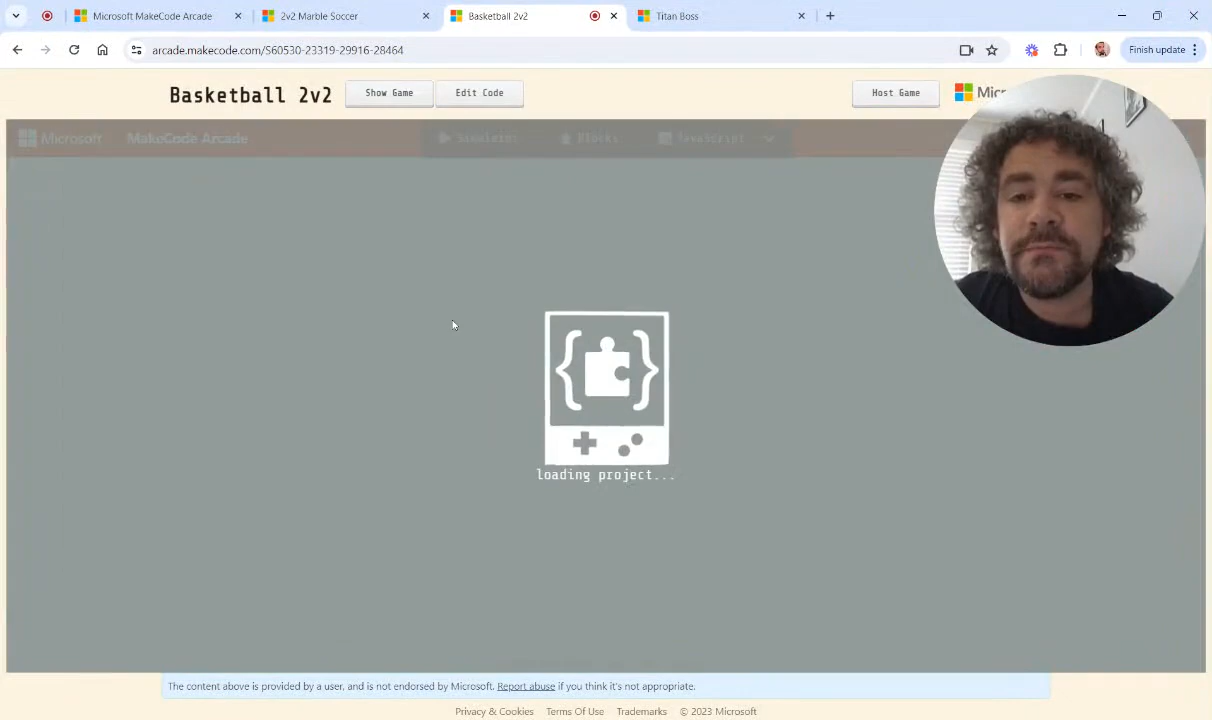 Microsoft MakeCode Arcade
2v2 Marble Soccer
Basketball 2v2
Titan Boss
arcade.makecode.com/S60530-23319-29916-28484
Finish update
Basketball 2v2
Show Game
Edit Code
Host Game
Micr
Microsoft
MakeCode Arcade
Simulator
Blocks
JavaScript
loading project...
The content above is provided by a user, and is not endorsed by Microsoft. Report abuse if you think it's not appropriate.
Privacy & Cookies Terms Of Use Trademarks © 2023 Microsoft